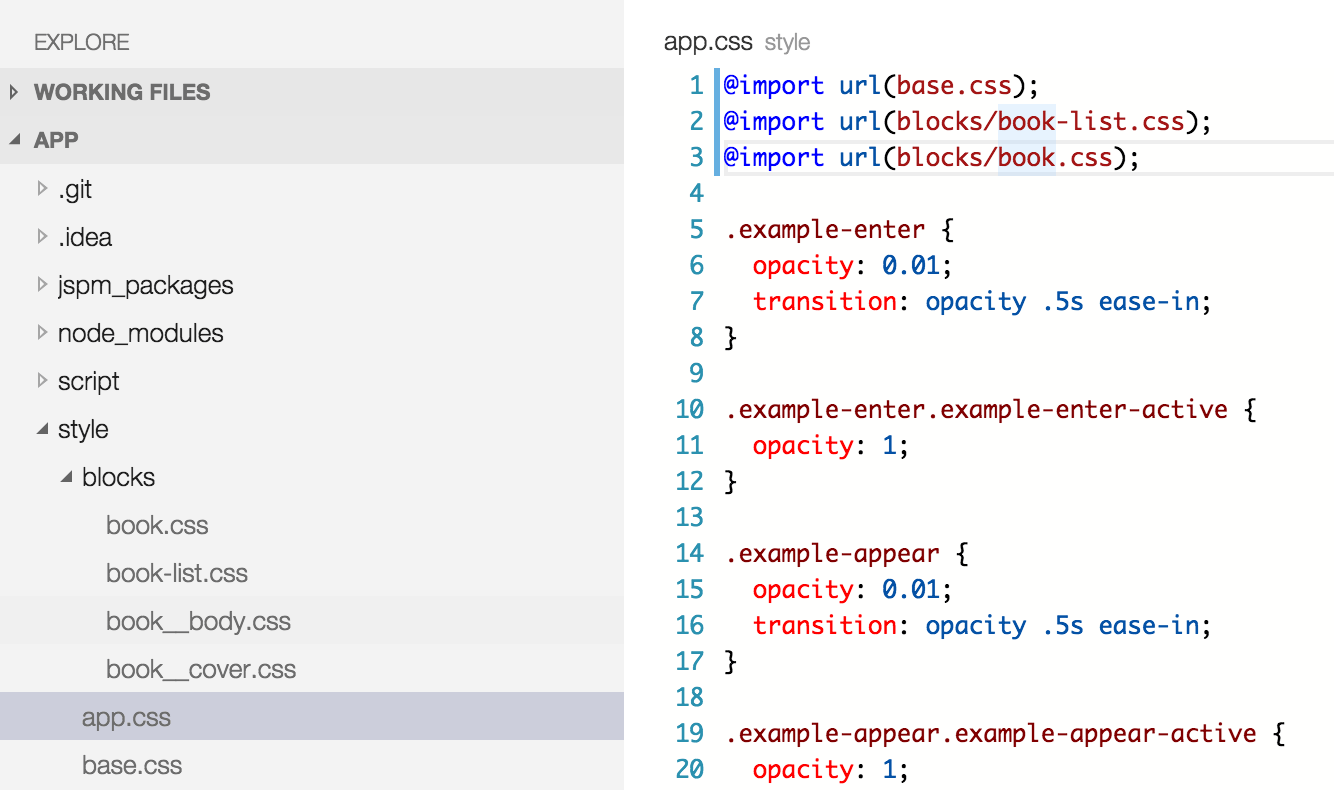 EXPLORE
WORKING FILES
APP
.git
.idea
jspm_packages
node_modules
script
style
blocks
book.css
book-list.css
book__body.css
book__cover.css
app.css
base.css
app.css style
1 @import url(base.css);
2 @import url(blocks/book-list.css);
3 @import url(blocks/book.css);
4
5 .example-enter {
6 opacity: 0.01;
7 transition: opacity .5s ease-in;
8 }
9
10 .example-enter.example-enter-active {
11 opacity: 1;
12 }
13
14 .example-appear {
15 opacity: 0.01;
16 transition: opacity .5s ease-in;
17 }
18
19 .example-appear.example-appear-active {
20 opacity: 1;